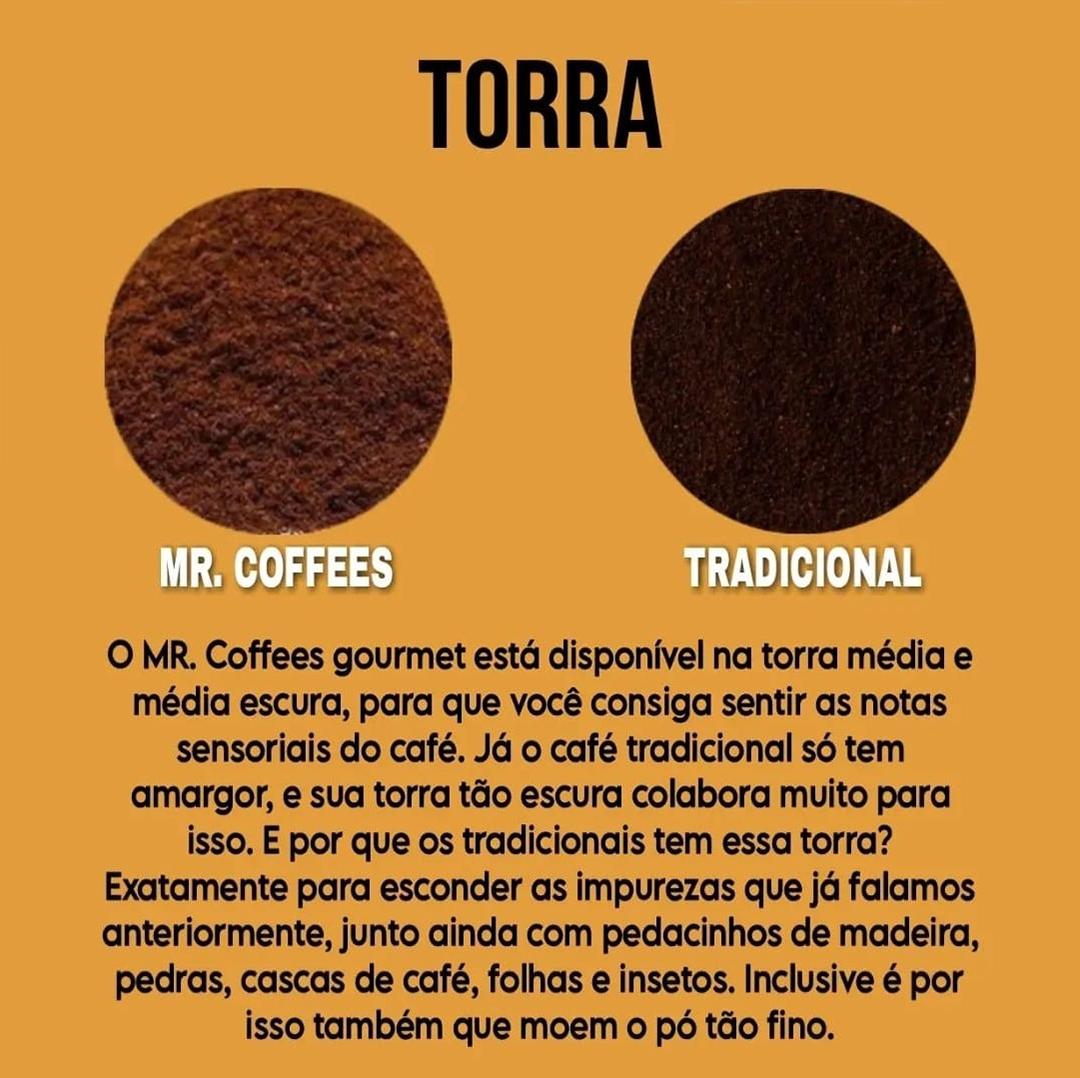 TORRA
MR. COFFEES
TRADICIONAL
O MR. Coffees gourmet está disponível na torra média e
média escura, para que você consiga sentir as notas
sensoriais do café. Já o café tradicional só tem
amargor, e sua torra tão escura colabora muito para
isso. E por que os tradicionais tem essa torra?
Exatamente para esconder as impurezas que já falamos
anteriormente, junto ainda com pedacinhos de madeira,
pedras, cascas de café, folhas e insetos. Inclusive é por
isso também que moem o pó tão fino.